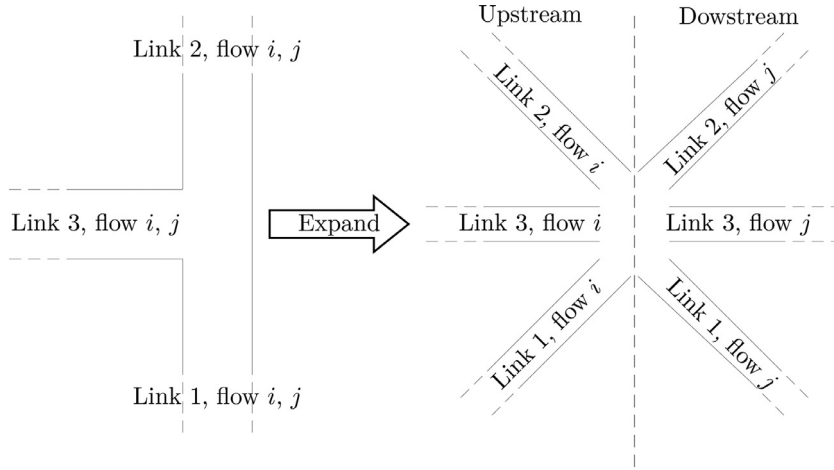 Link 2, flow i, j
Link 3, flow i, j
Link 1, flow i, j
Expand
Upstream
Dowstream
Link 2, flow i
Link 2, flow j
Link 3, flow i
Link 3, flow j
Link 1, flow i
Link 1, flow j